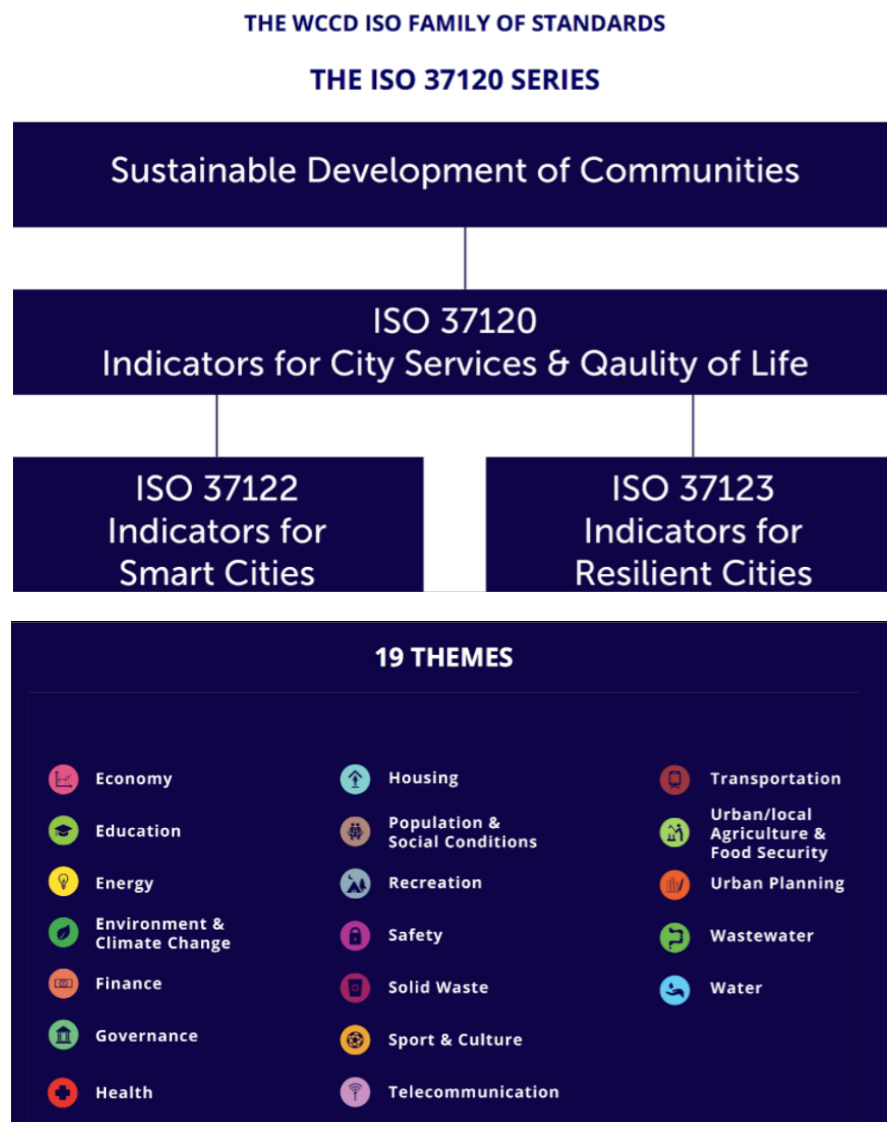 THE WCCD ISO FAMILY OF STANDARDS
THE ISO 37120 SERIES
Sustainable Development of Communities
ISO 37120
Indicators for City Services & Qaulity of Life
ISO 37122
Indicators for
Smart Cities
ISO 37123
Indicators for
Resilient Cities
19 THEMES
Economy
Education
Energy
Environment &
Climate Change
Finance
Governance
Health
Housing
Population &
Social Conditions
Recreation
Safety
Solid Waste
Sport & Culture
Telecommunication
Transportation
Urban/local
Agriculture &
Food Security
Urban Planning
Wastewater
Water